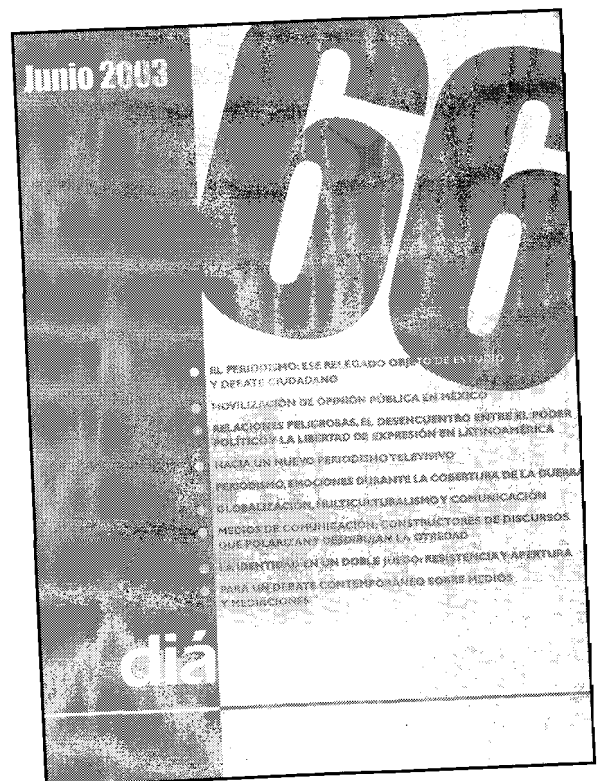 Junio 2003
66
EL PERIODISMO: ESE RELEGADO OBJETO DE ESTUDIO
Y DEBATE CIUDADANO
MOVILIZACIÓN DE OPINIÓN PÚBLICA EN MÉXICO
RELACIONES PELIGROSAS, EL DESENCUENTRO ENTRE EL PODER
POLÍTICO Y LA LIBERTAD DE EXPRESIÓN EN LATINOAMÉRICA
HACIA UN NUEVO PERIODISMO TELEVISIVO
PERIODISMO, EMOCIONES DURANTE LA COBERTURA DE LA GUERRA
GLOBALIZACIÓN, MULTICULTURALISMO Y COMUNICACIÓN
MEDIOS DE COMUNICACIÓN: CONSTRUCTORES DE DISCURSOS
QUE POLARIZAN Y DESDIBUJAN LA OTREDAD
LA IDENTIDAD EN UN DOBLE JUEGO: RESISTENCIA Y APERTURA
PARA UN DEBATE CONTEMPORÁNEO SOBRE MEDIOS
Y MEDIACIONES
diá